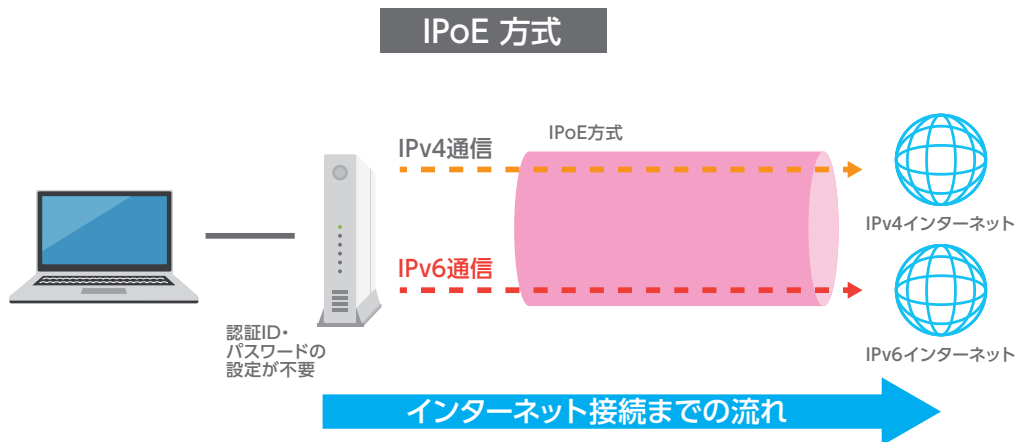 IPoE 方式
IPv4通信
IPoE方式
IPv4インターネット
IPv6通信
認証ID・
パスワードの
設定が不要
IPv6インターネット
インターネット接続までの流れ